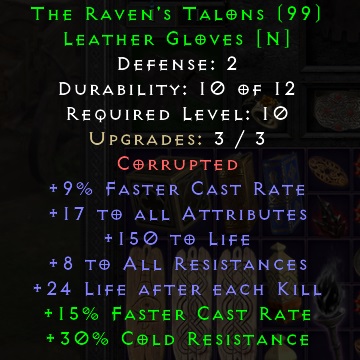 The Raven's Talons (99)
Leather Gloves [N]
Defense: 2
Durability: 10 of 12
Required Level: 10
Upgrades: 3 / 3
Corrupted
+9% Faster Cast Rate
+17 to all Attributes
+150 to Life
+8 to All Resistances
+24 Life after each Kill
+15% Faster Cast Rate
+30% Cold Resistance